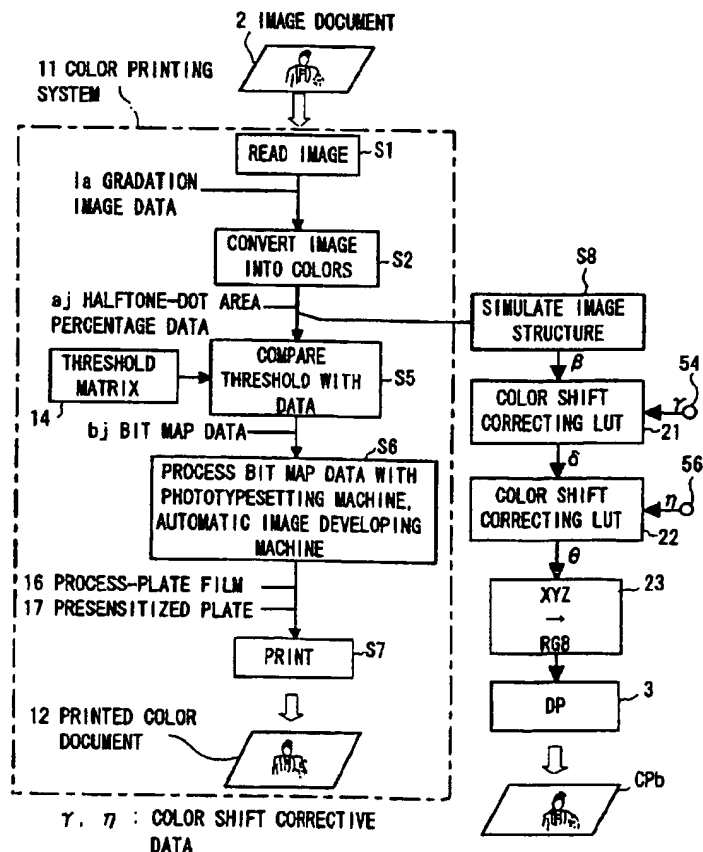 2 IMAGE DOCUMENT
11 COLOR PRINTING
SYSTEM
READ IMAGE
S1
Ia GRADATION
IMAGE DATA
CONVERT IMAGE
INTO COLORS
S2
aj HALFTONE-DOT AREA
PERCENTAGE DATA
S8
SIMULATE IMAGE
STRUCTURE
THRESHOLD
MATRIX
14
COMPARE
THRESHOLD WITH
DATA
S5
β
54
COLOR SHIFT
CORRECTING LUT
γ
21
bj BIT MAP DATA
S6
δ
56
PROCESS BIT MAP DATA WITH
PHOTOTYPESETTING MACHINE,
AUTOMATIC IMAGE DEVELOPING
MACHINE
COLOR SHIFT
CORRECTING LUT
η
22
θ
16 PROCESS-PLATE FILM
17 PRESENSITIZED PLATE
23
XYZ
→
RGB
PRINT
S7
3
DP
12 PRINTED COLOR
DOCUMENT
CPb
γ, η : COLOR SHIFT CORRECTIVE
DATA